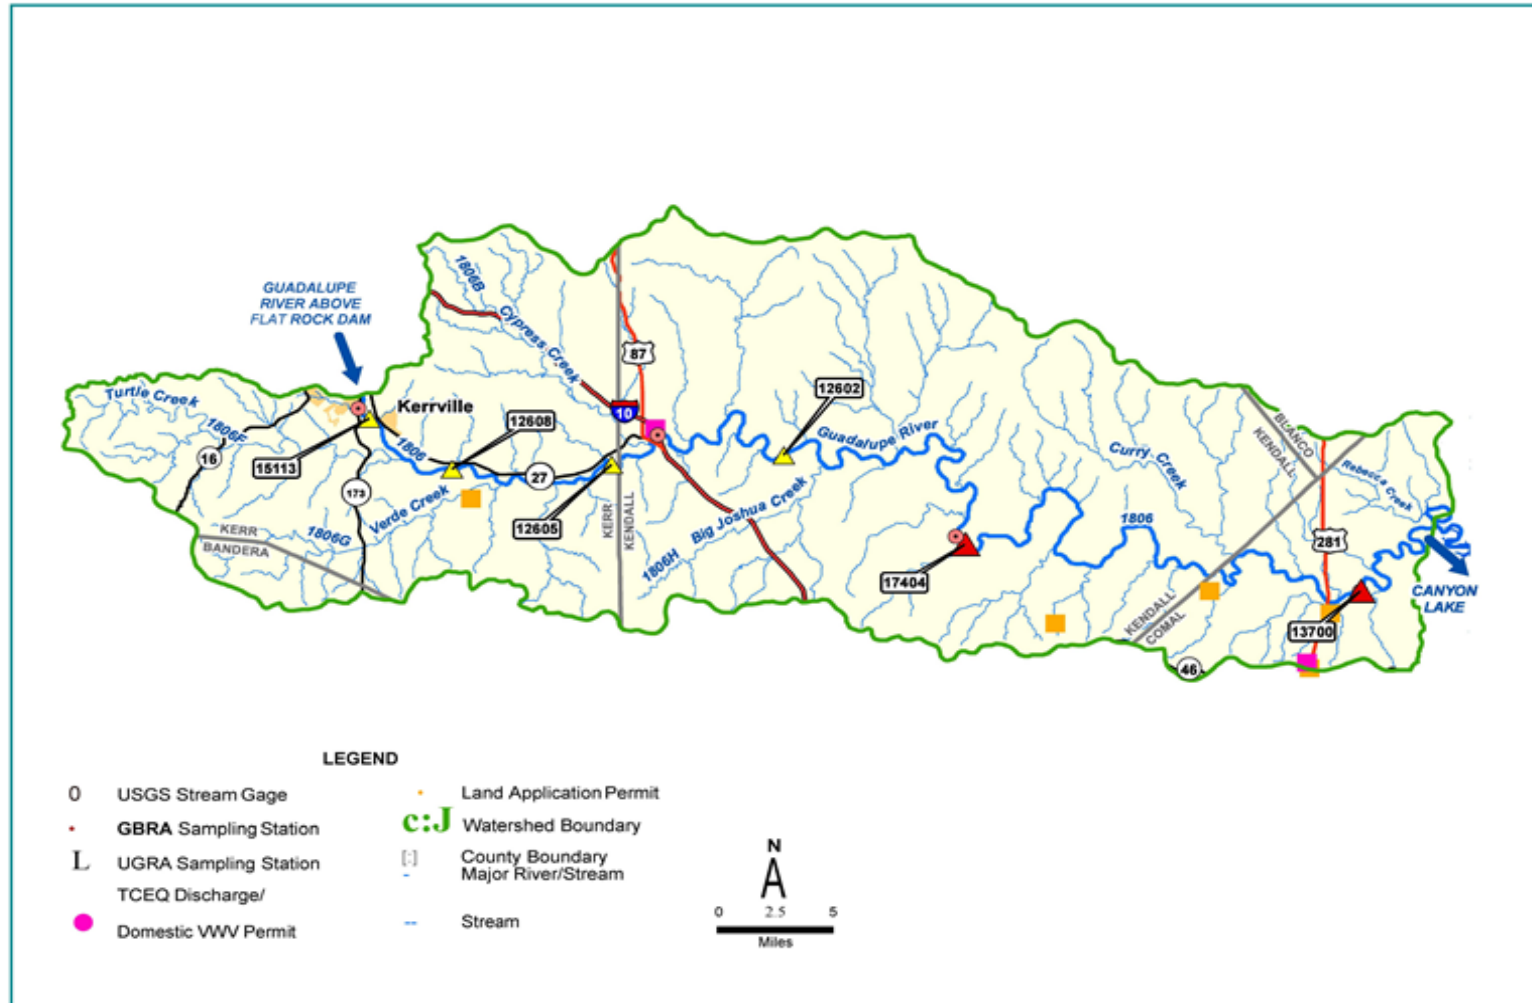 GUADALUPE
RIVER ABOVE
FLAT ROCK DAM
1806B
Cypress Creek
87
12602
Turtle Creek
Kerrville
1806F
10
12608
Guadalupe River
BLANCO
KENDALL
16
15113
1806
27
Curry Creek
Rebecca Creek
173
Verde Creek
12605
KERR
KENDALL
Big Joshua Creek
1806
KERR
BANDERA
1806G
1806H
281
17404
CANYON
LAKE
KENDALL
COMAL
13700
46
LEGEND
0 USGS Stream Gage
GBRA Sampling Station
L UGRA Sampling Station
TCEQ Discharge/
Domestic VWV Permit
Land Application Permit
c:J Watershed Boundary
[:] County Boundary
- Major River/Stream
-- Stream
N
0 2.5 5
Miles